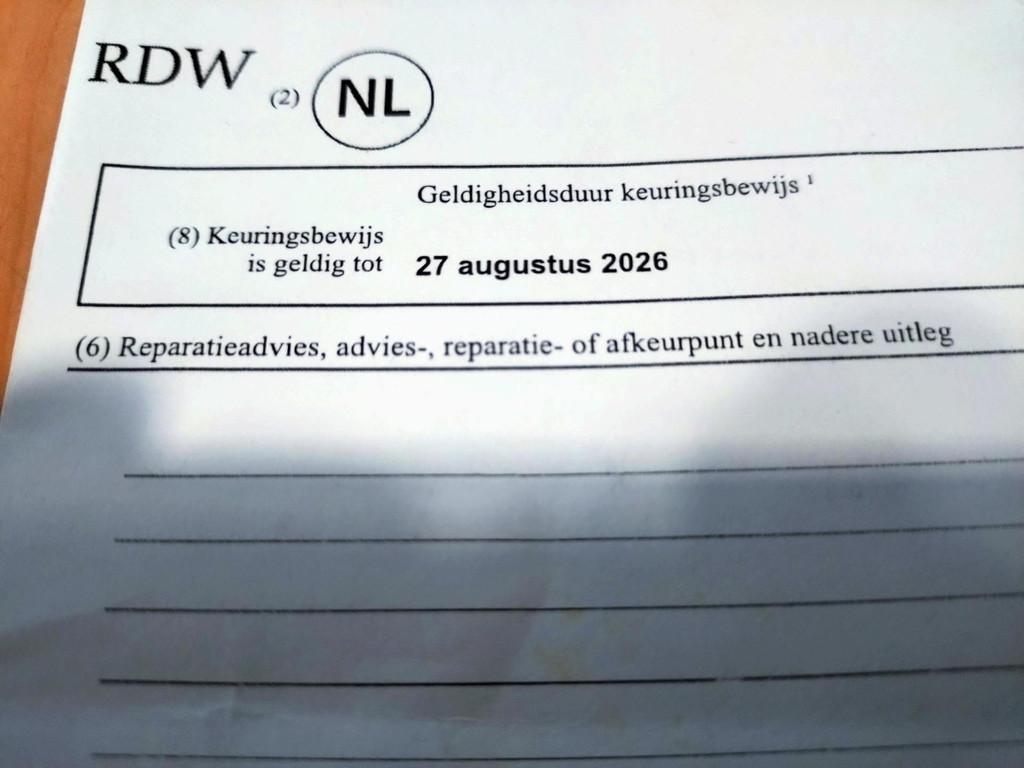 RDW (2) NL
Geldigheidsduur keuringsbewijs ¹
(8) Keuringsbewijs
is geldig tot 27 augustus 2026
(6) Reparatieadvies, advies-, reparatie- of afkeurpunt en nadere uitleg